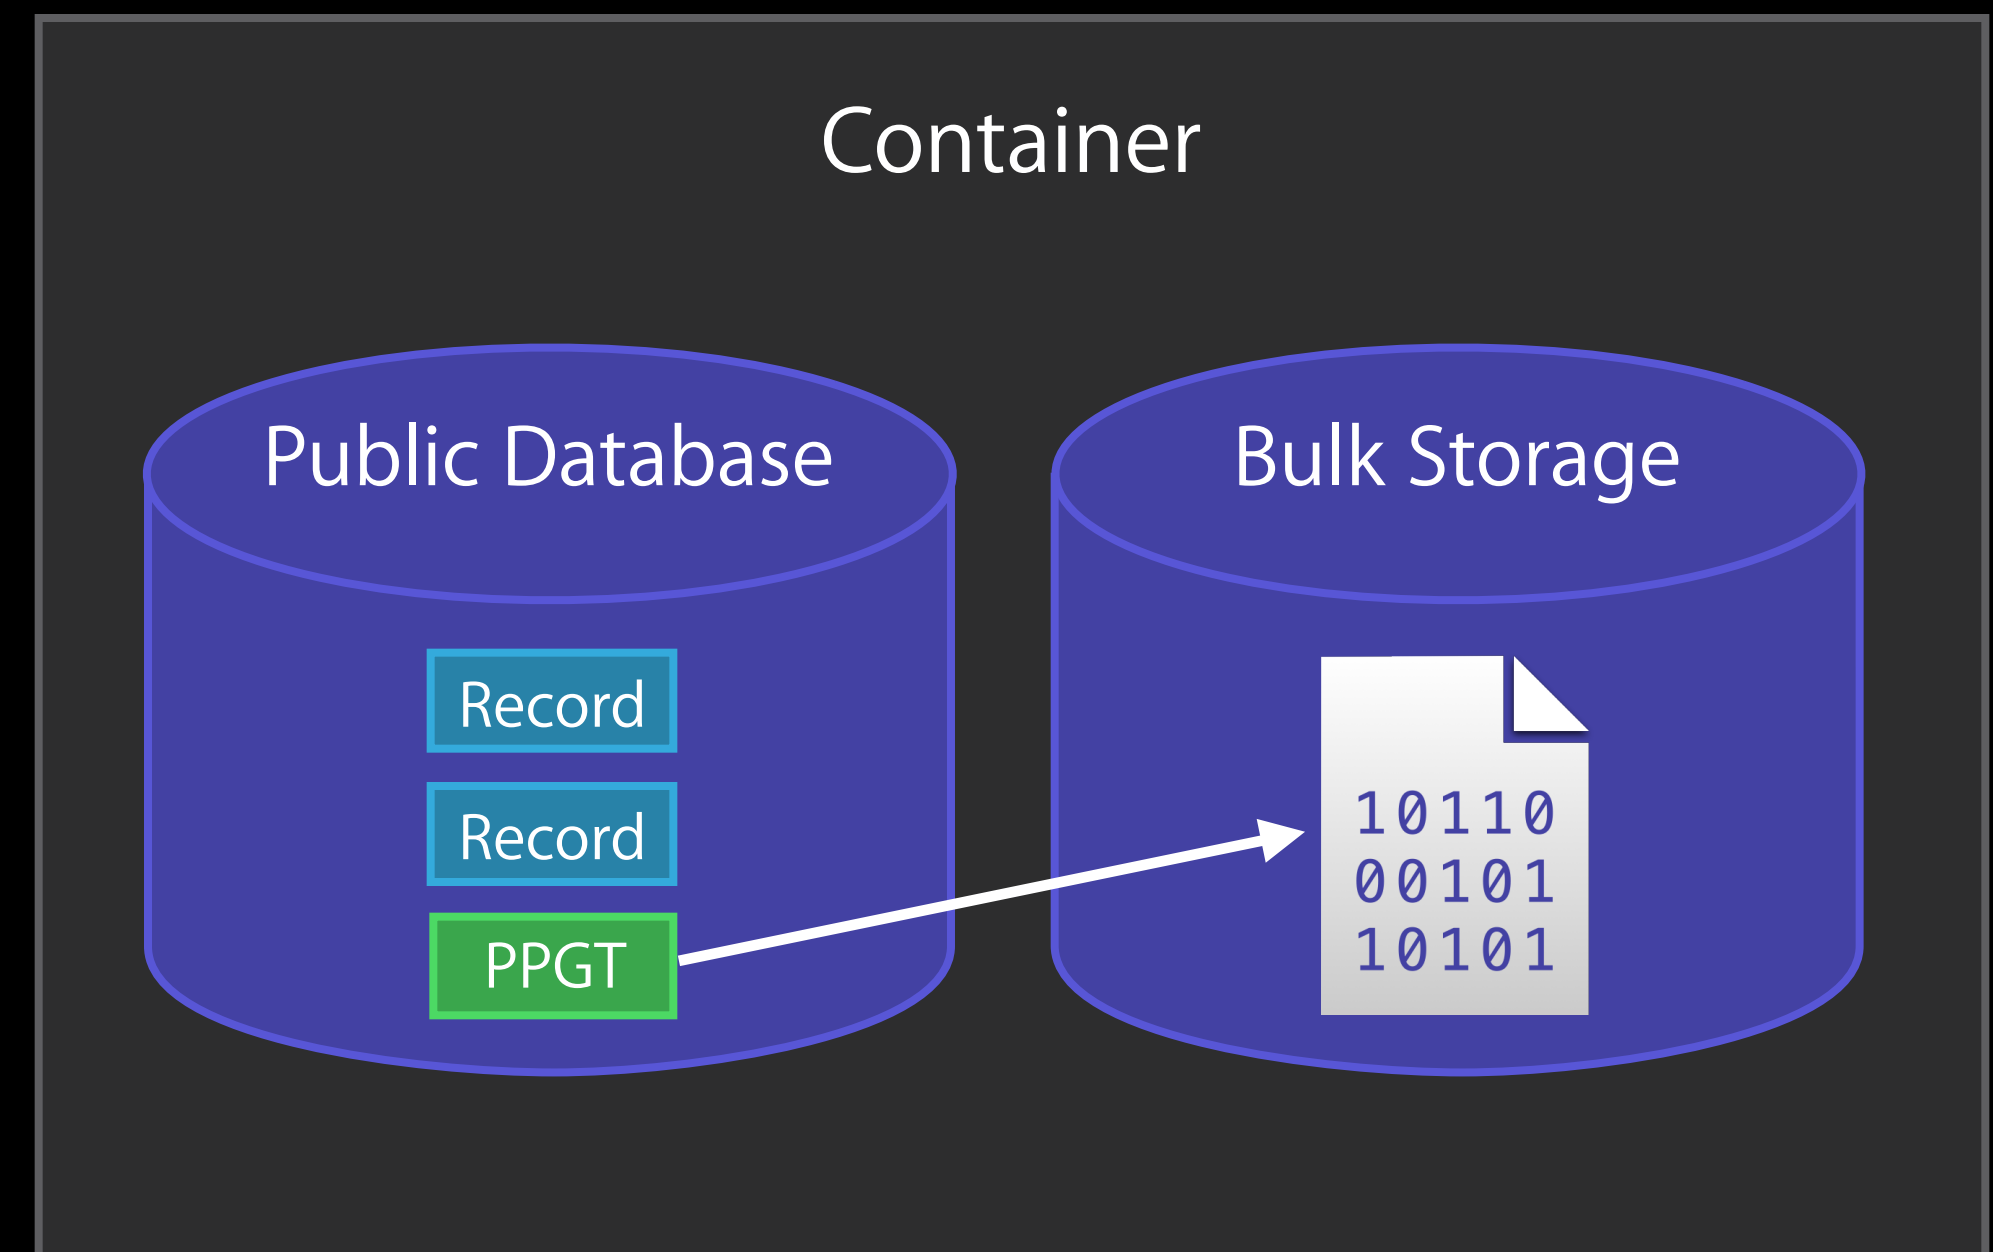 Container
Public Database
Bulk Storage
Record
Record
PPGT
10110
00101
10101